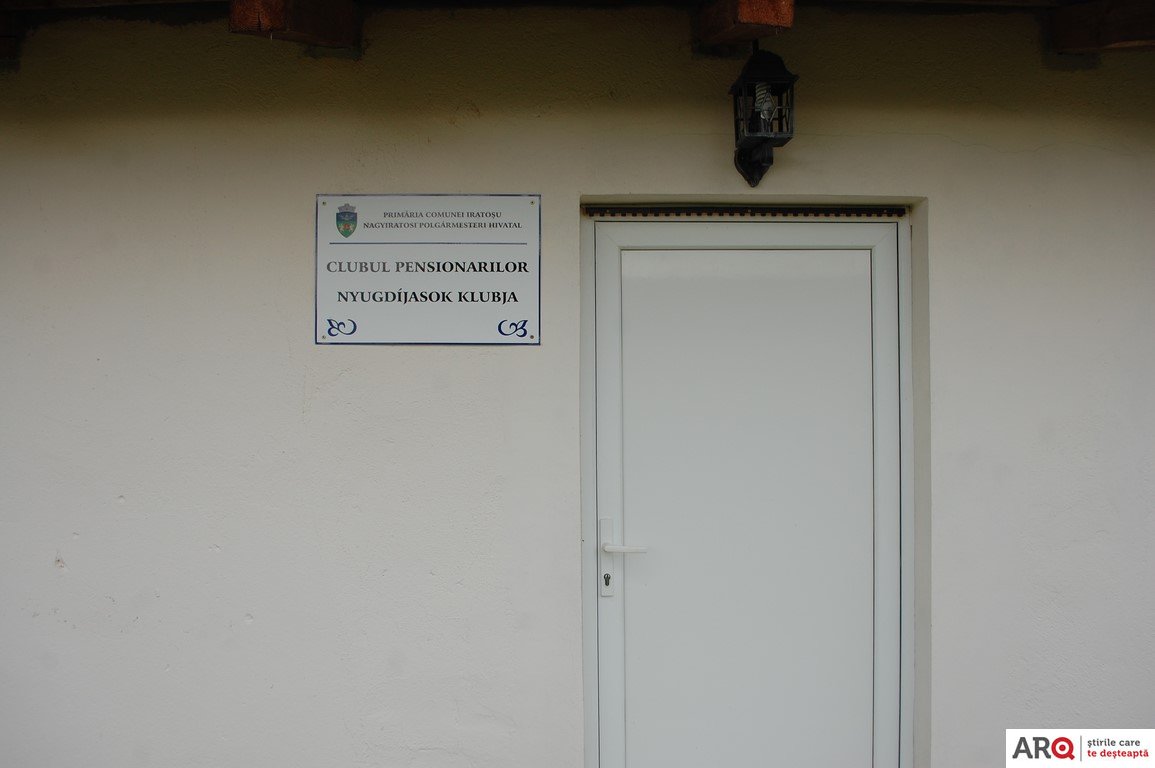 PRIMĂRIA COMUNEI IRATOȘU
NAGYIRATOSI POLGÁRMESTERI HIVATAL
CLUBUL PENSIONARILOR
NYUGDÍJASOK KLUBJA
ARQ
știrile care
te deșteaptă